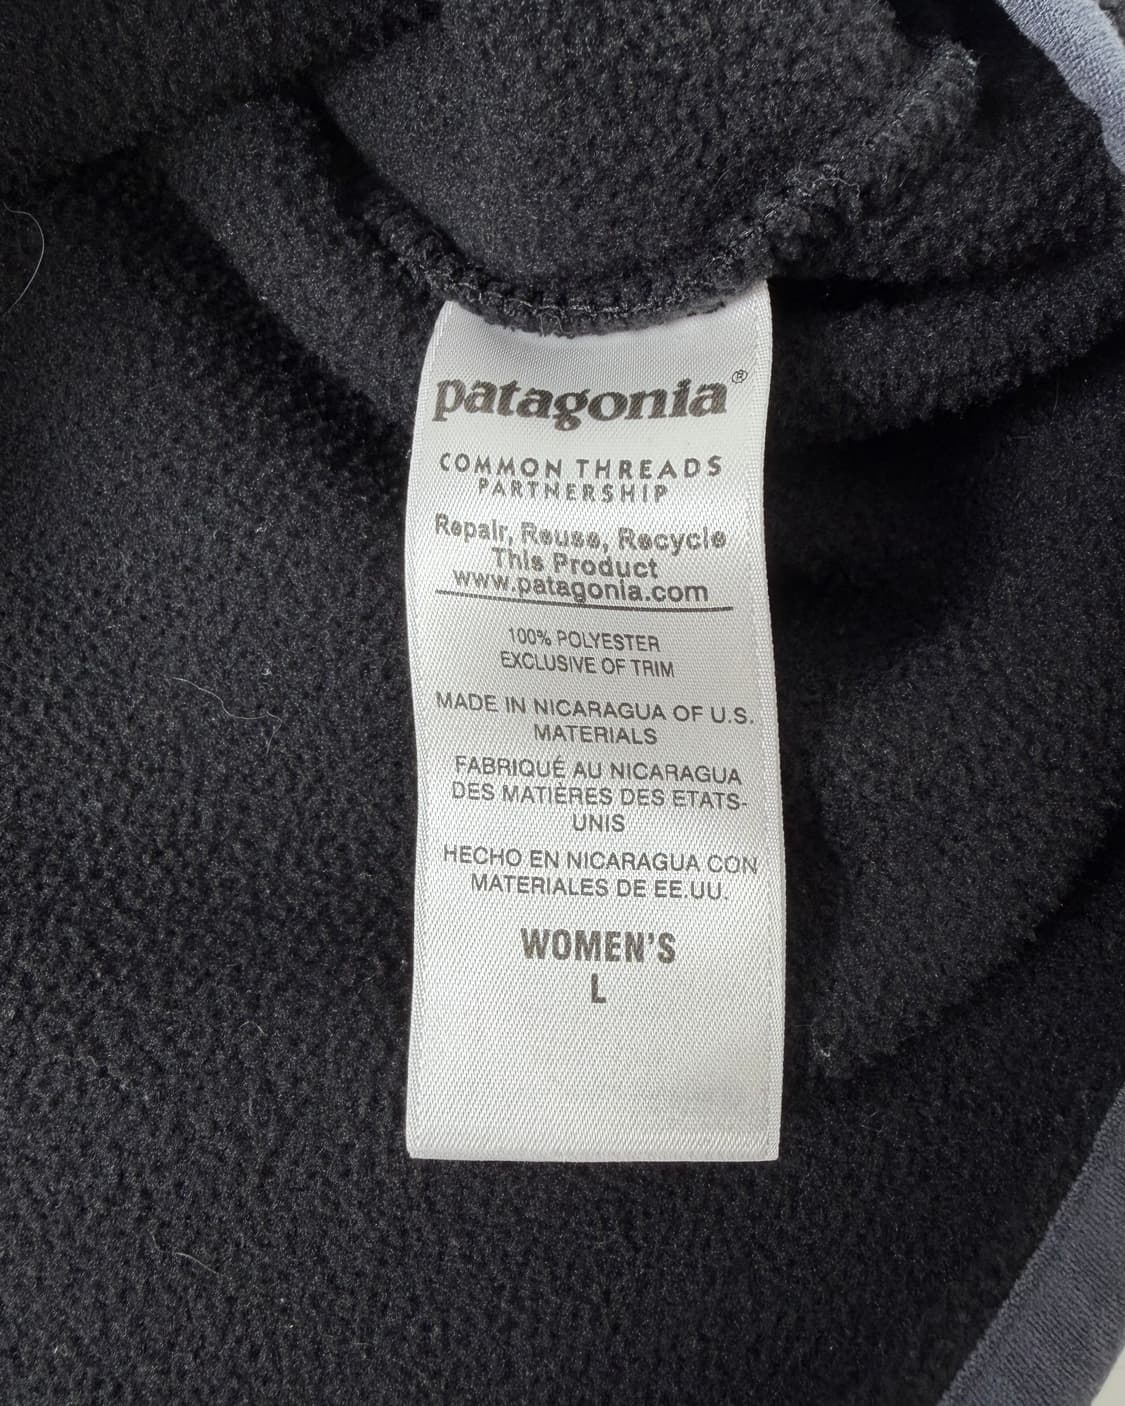 patagonia®
COMMON THREADS
PARTNERSHIP
Repair, Reuse, Recycle
This Product
www.patagonia.com
100% POLYESTER
EXCLUSIVE OF TRIM
MADE IN NICARAGUA OF U.S.
MATERIALS
FABRIQUÉ AU NICARAGUA
DES MATIÈRES DES ETATS-
UNIS
HECHO EN NICARAGUA CON
MATERIALES DE EE.UU.
WOMEN'S
L